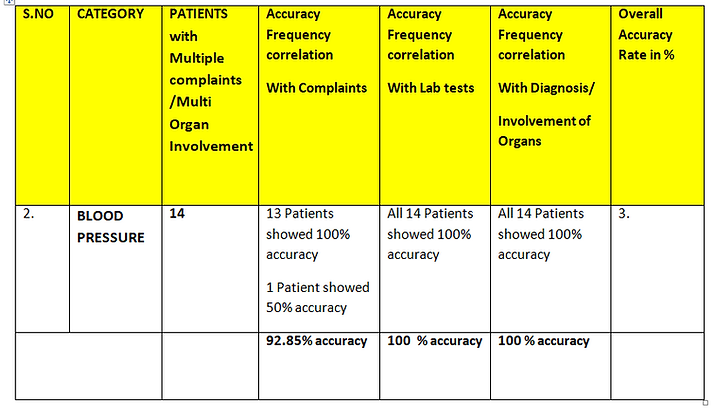 S.NO
CATEGORY
PATIENTS
with
Multiple
complaints
/Multi
Organ
Involvement
Accuracy
Frequency
correlation
With Complaints
Accuracy
Frequency
correlation
With Lab tests
Accuracy
Frequency
correlation
With Diagnosis/
Involvement of
Organs
Overall
Accuracy
Rate in %
2.
BLOOD
PRESSURE
14
13 Patients
showed 100%
accuracy
1 Patient showed
50% accuracy
All 14 Patients
showed 100%
accuracy
All 14 Patients
showed 100%
accuracy
3.
92.85% accuracy
100 % accuracy
100 % accuracy